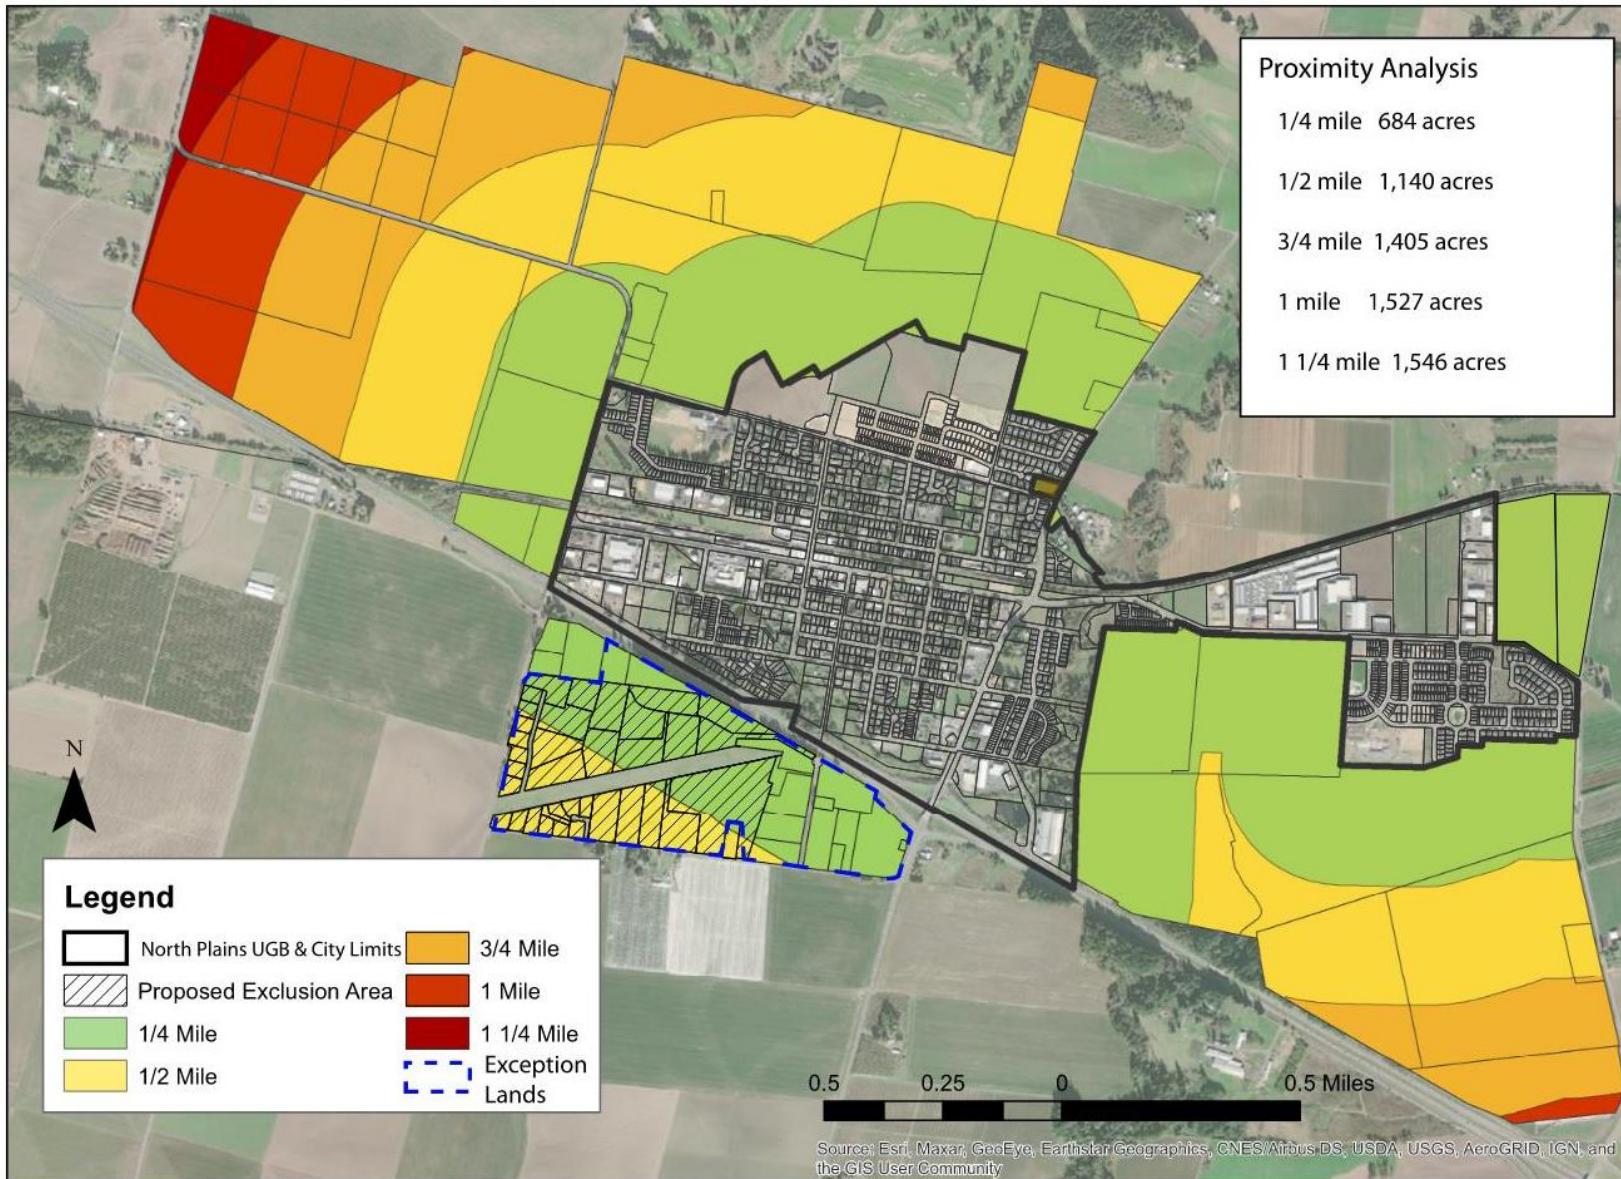 Proximity Analysis
1/4 mile 684 acres
1/2 mile 1,140 acres
3/4 mile 1,405 acres
1 mile 1,527 acres
1 1/4 mile 1,546 acres
N
Legend
North Plains UGB & City Limits
Proposed Exclusion Area
1/4 Mile
1/2 Mile
3/4 Mile
1 Mile
1 1/4 Mile
Exception
Lands
0.5 0.25 0 0.5 Miles
Source: Esri, Maxar, GeoEye, Earthstar Geographics, CNES/Airbus DS, USDA, USGS, AeroGRID, IGN, and
the GIS User Community